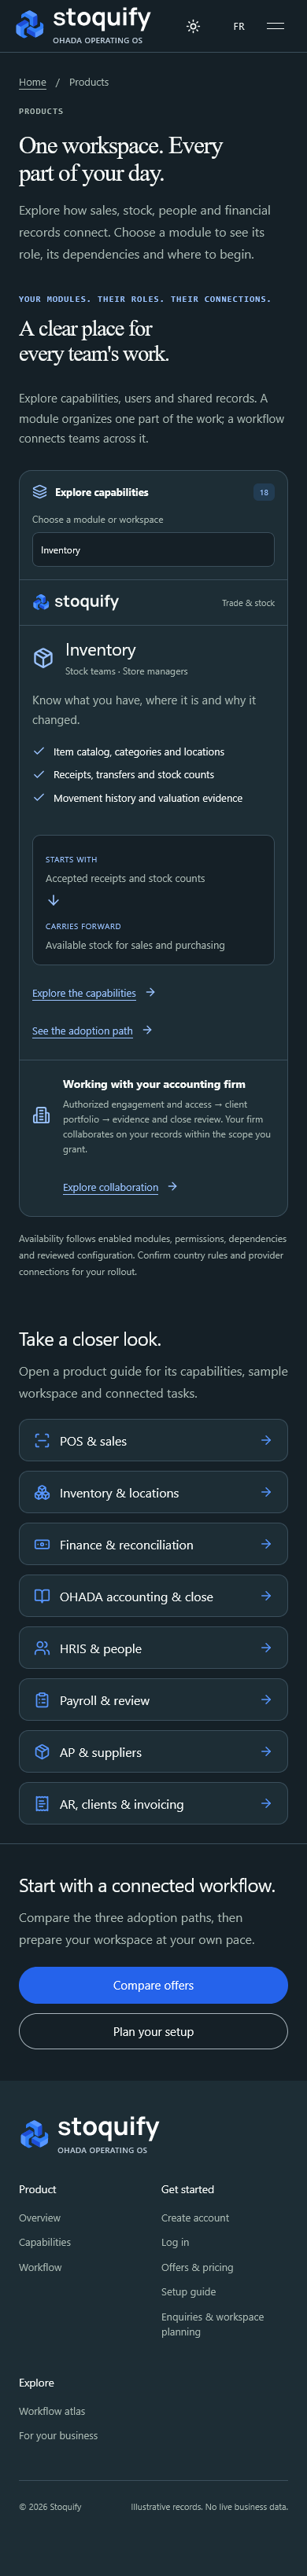 stoquify
OHADA OPERATING OS
FR
Home / Products
PRODUCTS
One workspace. Every
part of your day.
Explore how sales, stock, people and financial
records connect. Choose a module to see its
role, its dependencies and where to begin.
YOUR MODULES. THEIR ROLES. THEIR CONNECTIONS.
A clear place for
every team's work.
Explore capabilities, users and shared records. A
module organizes one part of the work; a workflow
connects teams across it.
Explore capabilities 18
Choose a module or workspace
Inventory
stoquify Trade & stock
Inventory
Stock teams · Store managers
Know what you have, where it is and why it
changed.
Item catalog, categories and locations
Receipts, transfers and stock counts
Movement history and valuation evidence
STARTS WITH
Accepted receipts and stock counts
CARRIES FORWARD
Available stock for sales and purchasing
Explore the capabilities →
See the adoption path →
Working with your accounting firm
Authorized engagement and access → client
portfolio → evidence and close review. Your firm
collaborates on your records within the scope you
grant.
Explore collaboration →
Availability follows enabled modules, permissions, dependencies
and reviewed configuration. Confirm country rules and provider
connections for your rollout.
Take a closer look.
Open a product guide for its capabilities, sample
workspace and connected tasks.
POS & sales →
Inventory & locations →
Finance & reconciliation →
OHADA accounting & close →
HRIS & people →
Payroll & review →
AP & suppliers →
AR, clients & invoicing →
Start with a connected workflow.
Compare the three adoption paths, then
prepare your workspace at your own pace.
Compare offers
Plan your setup
stoquify
OHADA OPERATING OS
Product
Overview
Capabilities
Workflow
Get started
Create account
Log in
Offers & pricing
Setup guide
Enquiries & workspace
planning
Explore
Workflow atlas
For your business
© 2026 Stoquify Illustrative records. No live business data.